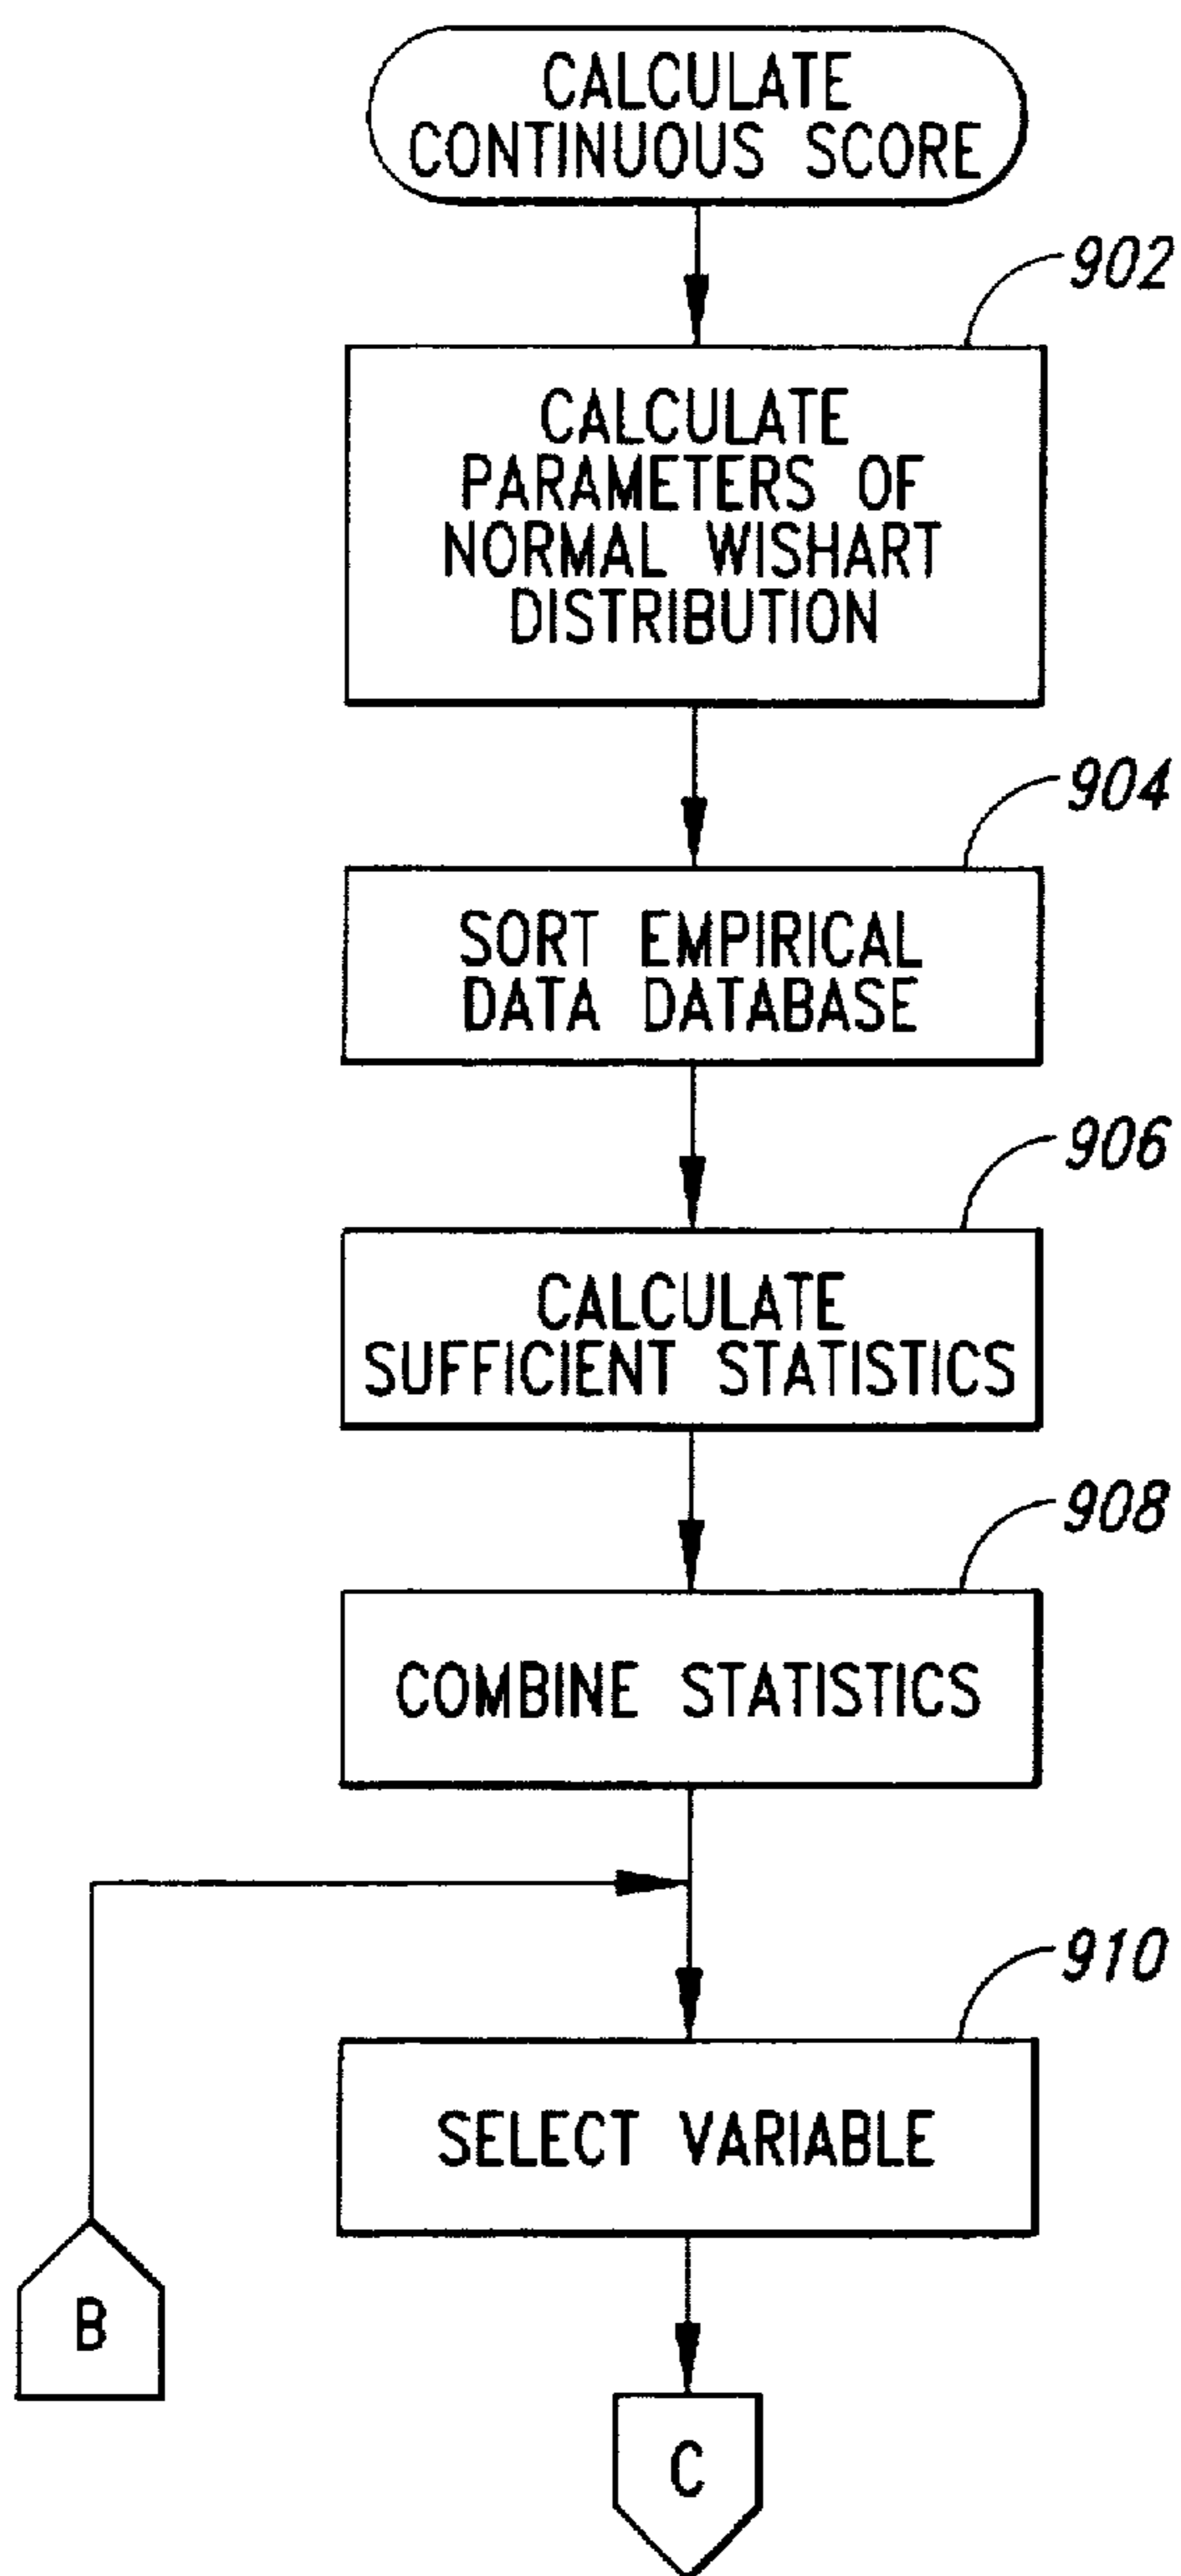 CALCULATE
CONTINUOUS SCORE
902
CALCULATE
PARAMETERS OF
NORMAL WISHART
DISTRIBUTION
904
SORT EMPIRICAL
DATA DATABASE
906
CALCULATE
SUFFICIENT STATISTICS
908
COMBINE STATISTICS
910
SELECT VARIABLE
B
C